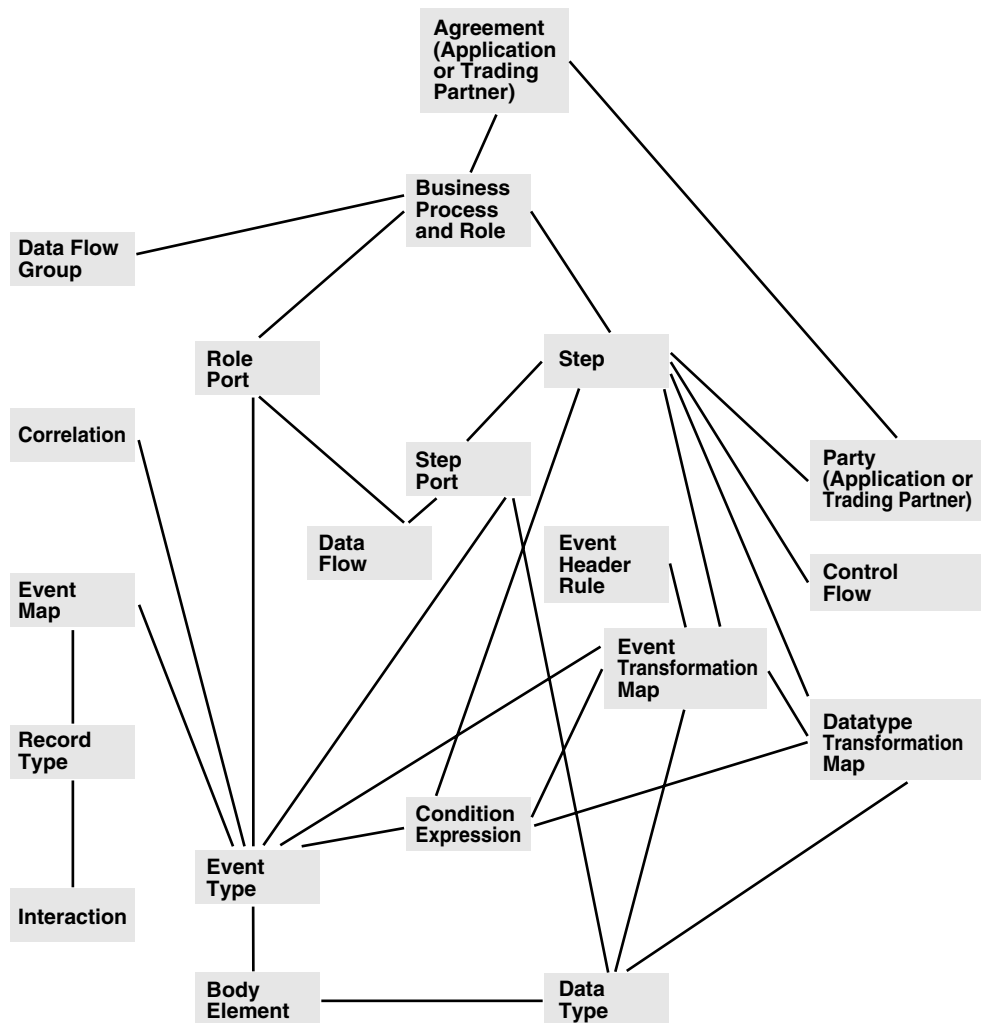 Agreement
(Application
or Trading
Partner)
Business
Process
and Role
Data Flow
Group
Role
Port
Step
Correlation
Step
Port
Party
(Application or
Trading Partner)
Data
Flow
Event
Header
Rule
Control
Flow
Event
Map
Event
Transformation
Map
Record
Type
Datatype
Transformation
Map
Condition
Expression
Event
Type
Interaction
Body
Element
Data
Type